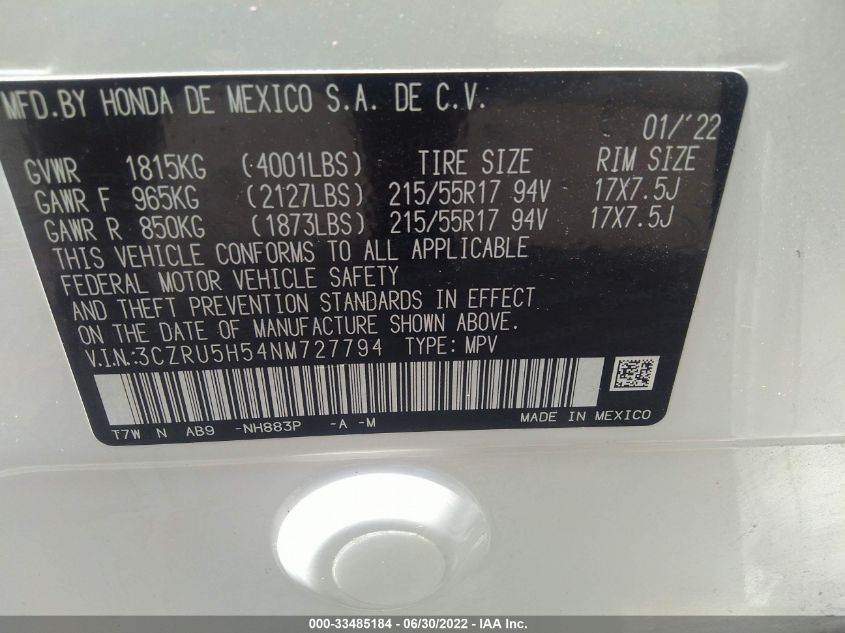 MFD.BY HONDA DE MEXICO S.A. DE C.V.
01/'22
GVWR 1815KG (4001LBS) TIRE SIZE RIM SIZE
GAWR F 965KG (2127LBS) 215/55R17 94V 17X7.5J
GAWR R 850KG (1873LBS) 215/55R17 94V 17X7.5J
THIS VEHICLE CONFORMS TO ALL APPLICABLE
FEDERAL MOTOR VEHICLE SAFETY
AND THEFT PREVENTION STANDARDS IN EFFECT
ON THE DATE OF MANUFACTURE SHOWN ABOVE.
V.I.N.:3CZRU5H54NM727794 TYPE: MPV
MADE IN MEXICO
T7W N AB9 -NH883P -A -M
000-33485184 - 06/30/2022 - IAA Inc.